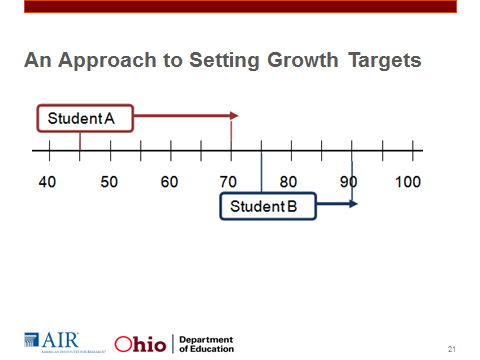 An Approach to Setting Growth Targets
Student A
40 50 60 70 80 90 100
Student B
AIR
AMERICAN INSTITUTES FOR RESEARCH
Ohio
Department
of Education
21